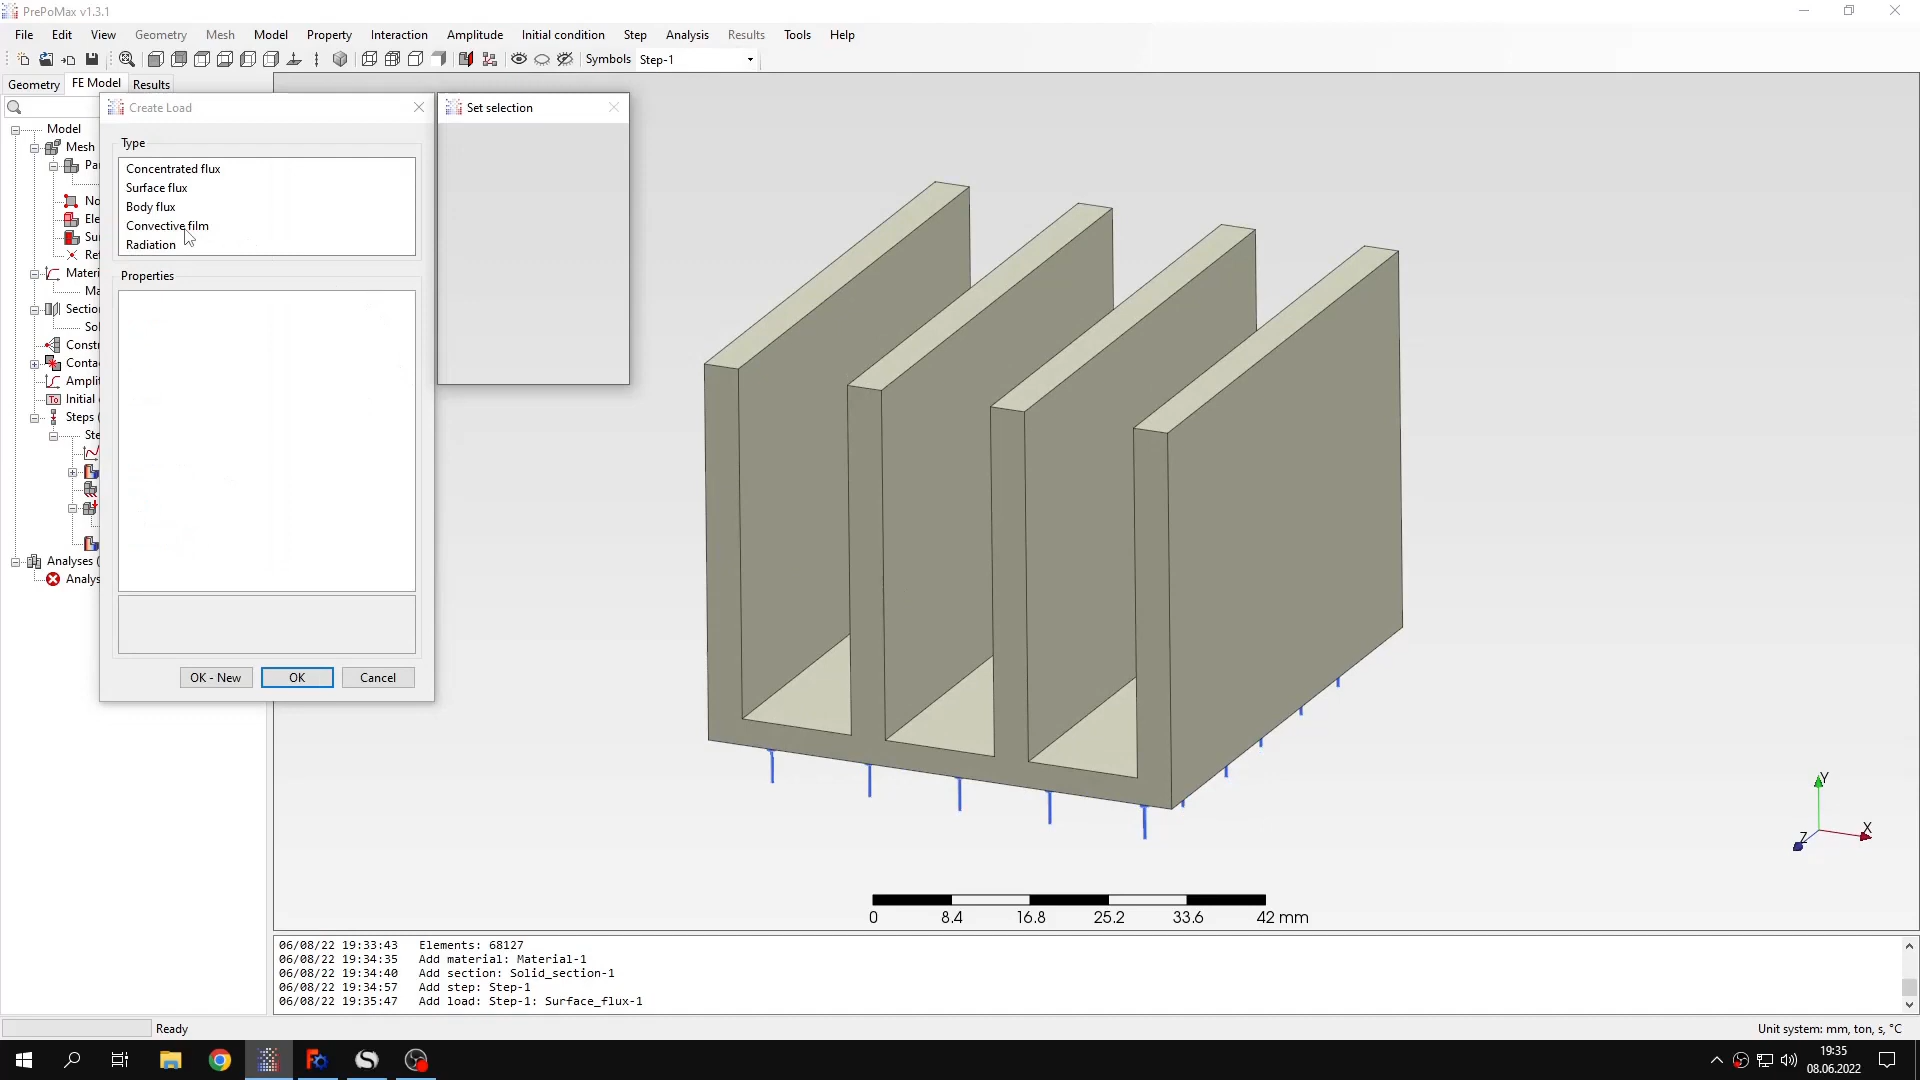 PrePoMax v1.3.1
File Edit View Geometry Mesh Model Property Interaction Amplitude Initial condition Step Analysis Results Tools Help
Symbols Step-1
Geometry FE Model Results
Create Load
Set selection
Model
Mesh
Type
Concentrated flux
Surface flux
Body flux
Convective film
Radiation
Properties
Initial
Steps (
Analyses (
OK - New OK Cancel
Y
X
Z
0 8.4 16.8 25.2 33.6 42 mm
06/08/22 19:33:43 Elements: 68127
06/08/22 19:34:35 Add material: Material-1
06/08/22 19:34:40 Add section: Solid_section-1
06/08/22 19:34:57 Add step: Step-1
06/08/22 19:35:47 Add load: Step-1: Surface_flux-1
Ready
Unit system: mm, ton, s, °C
19:35
08.06.2022